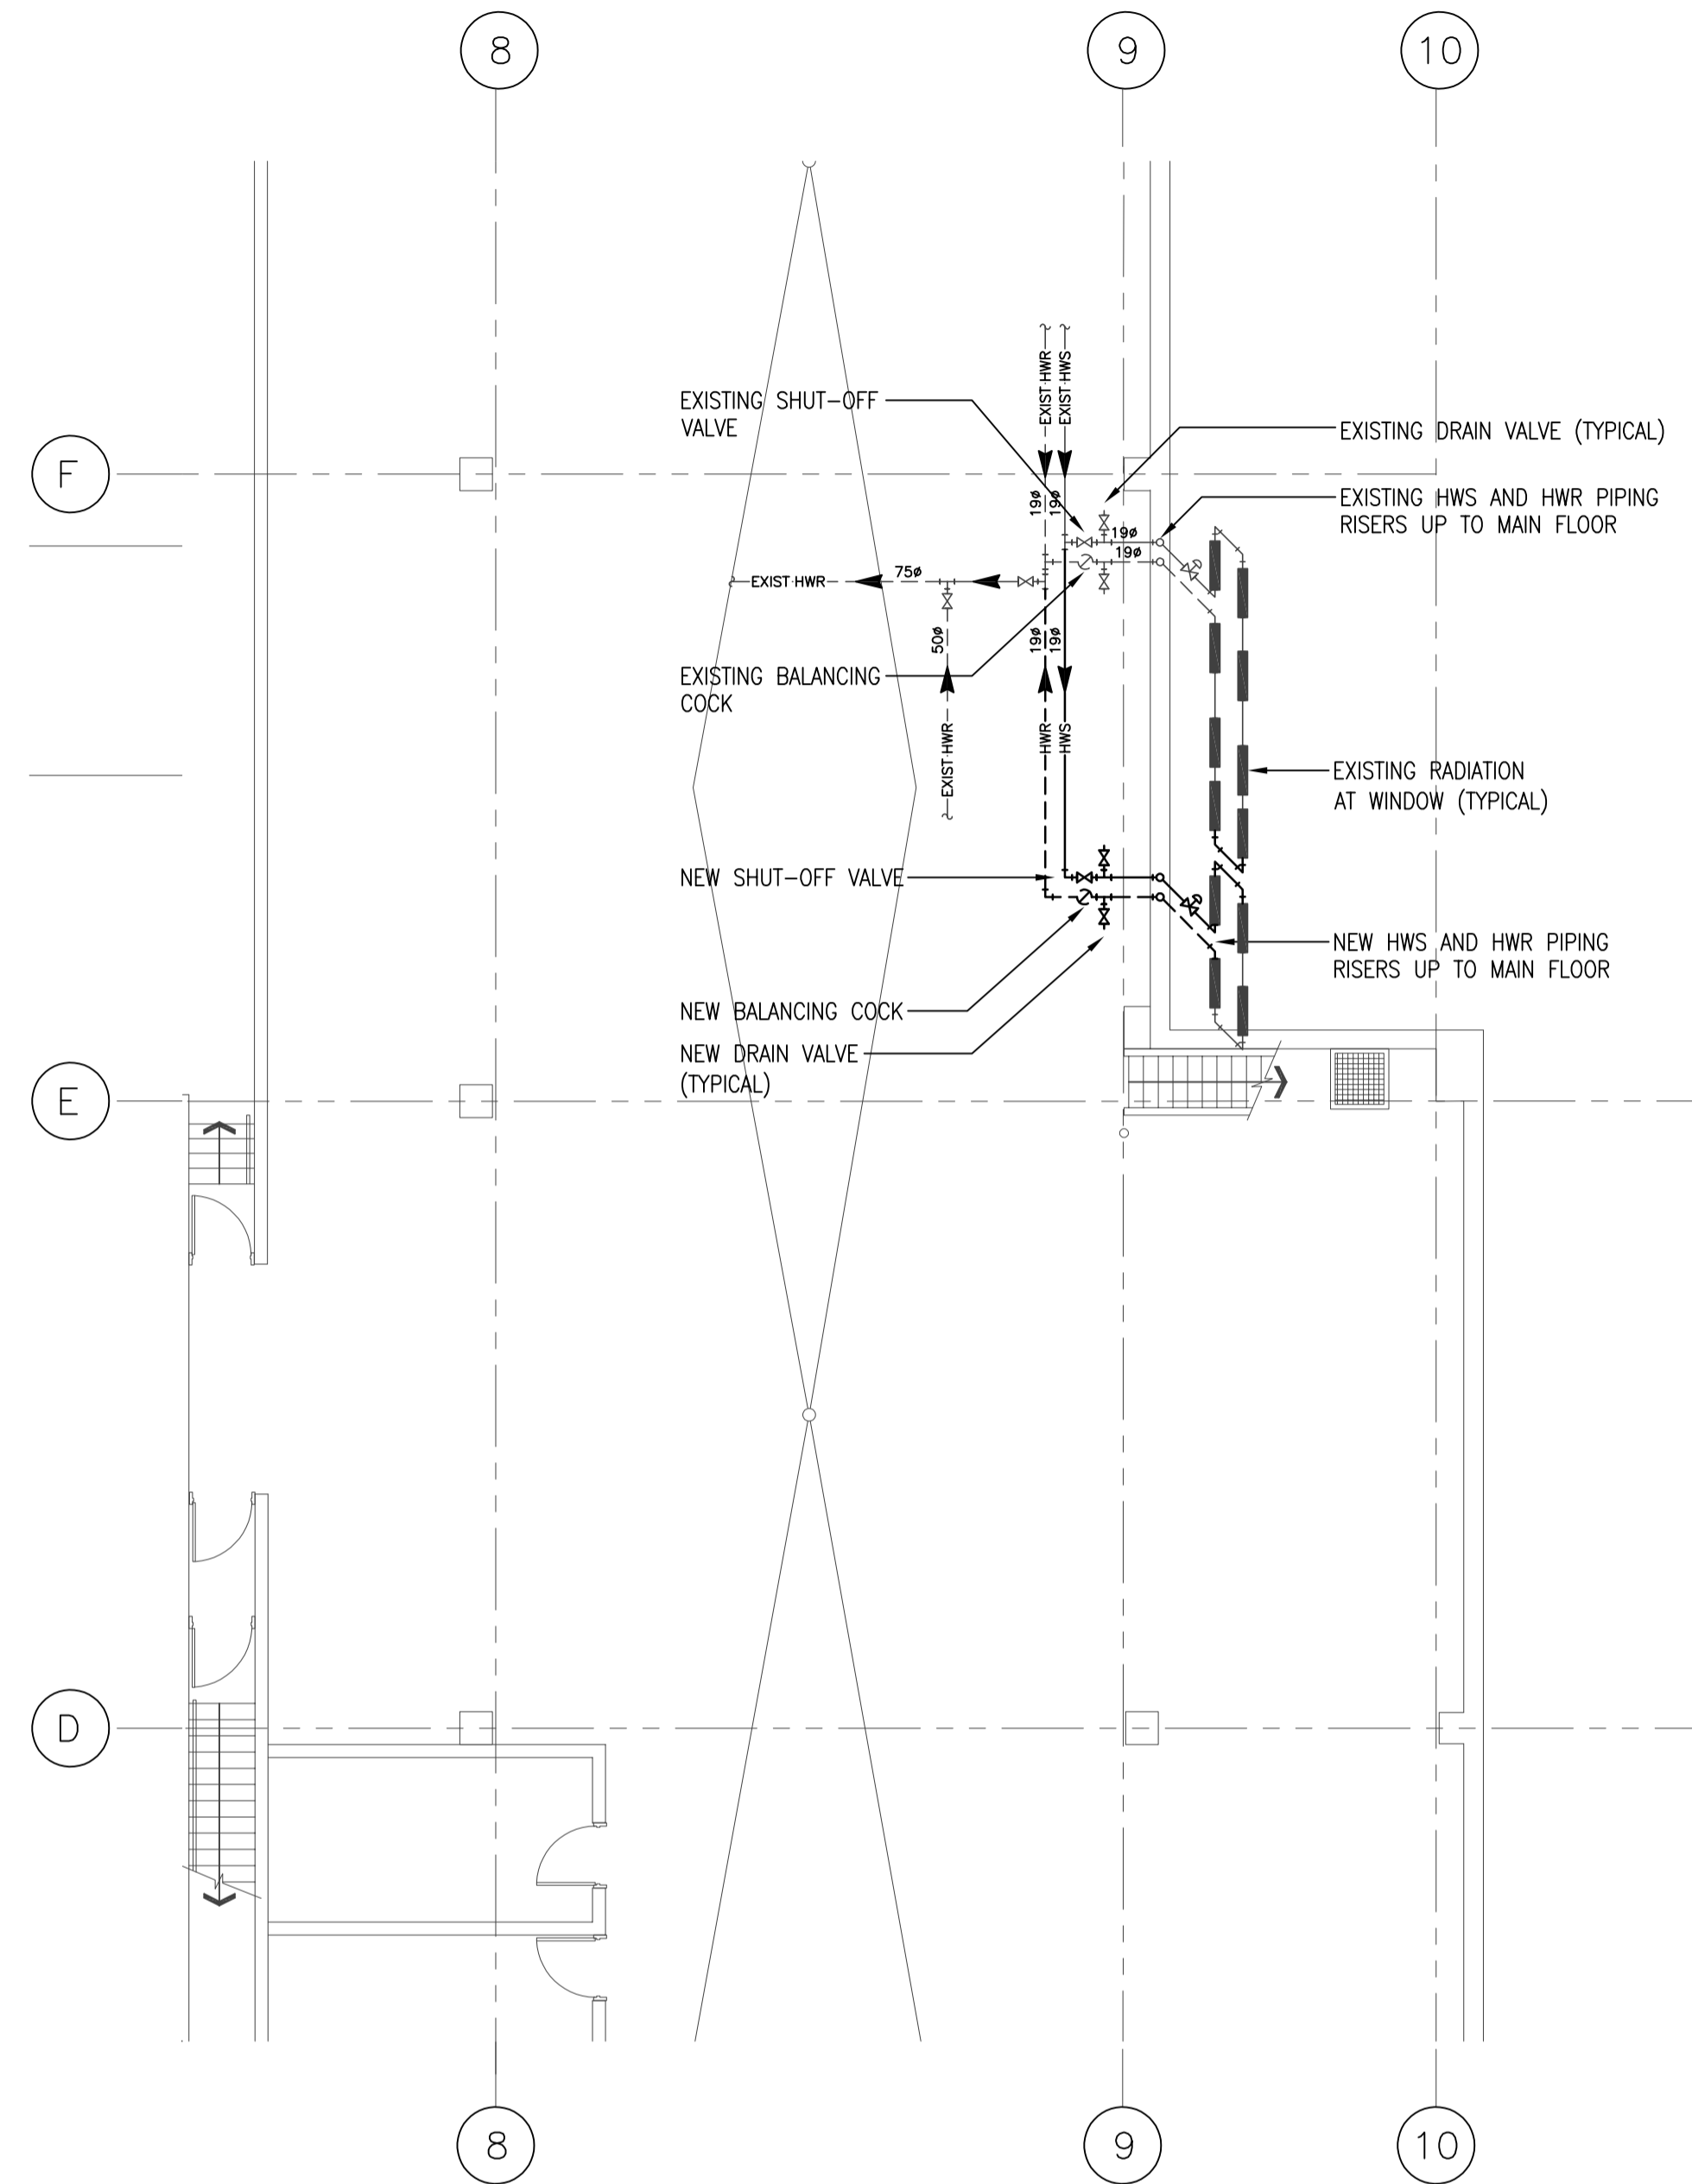 8
9
10
EXIST HWR
EXIST HWS
EXISTING SHUT-OFF
VALVE
EXISTING DRAIN VALVE (TYPICAL)
F
EXISTING HWS AND HWR PIPING
RISERS UP TO MAIN FLOOR
19ø
19ø
19ø
19ø
EXIST HWR
75ø
50ø
19ø
19ø
EXISTING BALANCING
COCK
EXIST HWR
HWR
HWS
EXISTING RADIATION
AT WINDOW (TYPICAL)
NEW SHUT-OFF VALVE
NEW HWS AND HWR PIPING
RISERS UP TO MAIN FLOOR
NEW BALANCING COCK
NEW DRAIN VALVE
(TYPICAL)
E
D
8
9
10